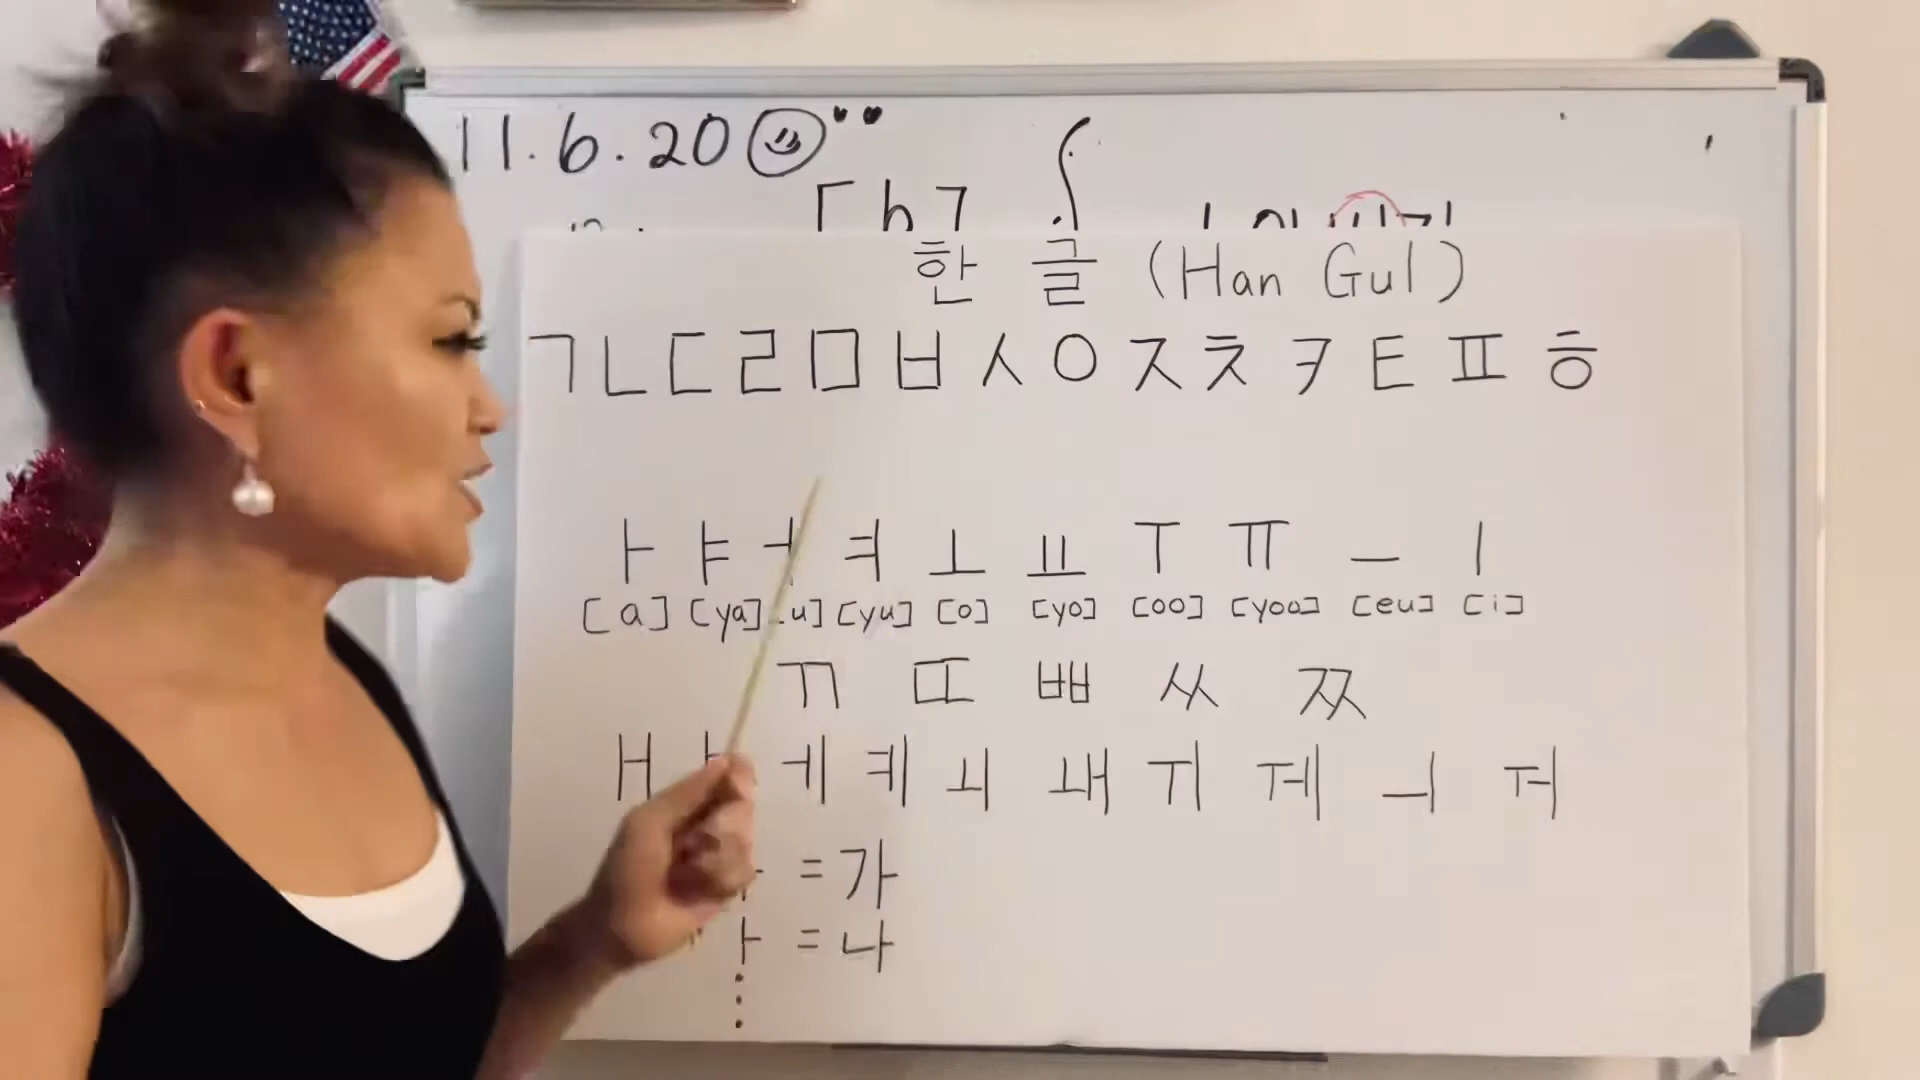 11.6.20
[h]
한 글 (Han Gul)
ㄱ ㄴ ㄷ ㄹ ㅁ ㅂ ㅅ ㅇ ㅈ ㅊ ㅋ ㅌ ㅍ ㅎ
ㅏ ㅑ ㅓ ㅕ ㅗ ㅛ ㅜ ㅠ ㅡ ㅣ
[a] [ya] [yu] [o] [yo] [oo] [yoo] [eu] [i]
ㄲ ㄸ ㅃ ㅆ ㅉ
ㅐ ㅔ ㅖ ㅚ ㅙ ㅟ ㅞ ㅢ ㅝ
= 가
ㅏ = 나